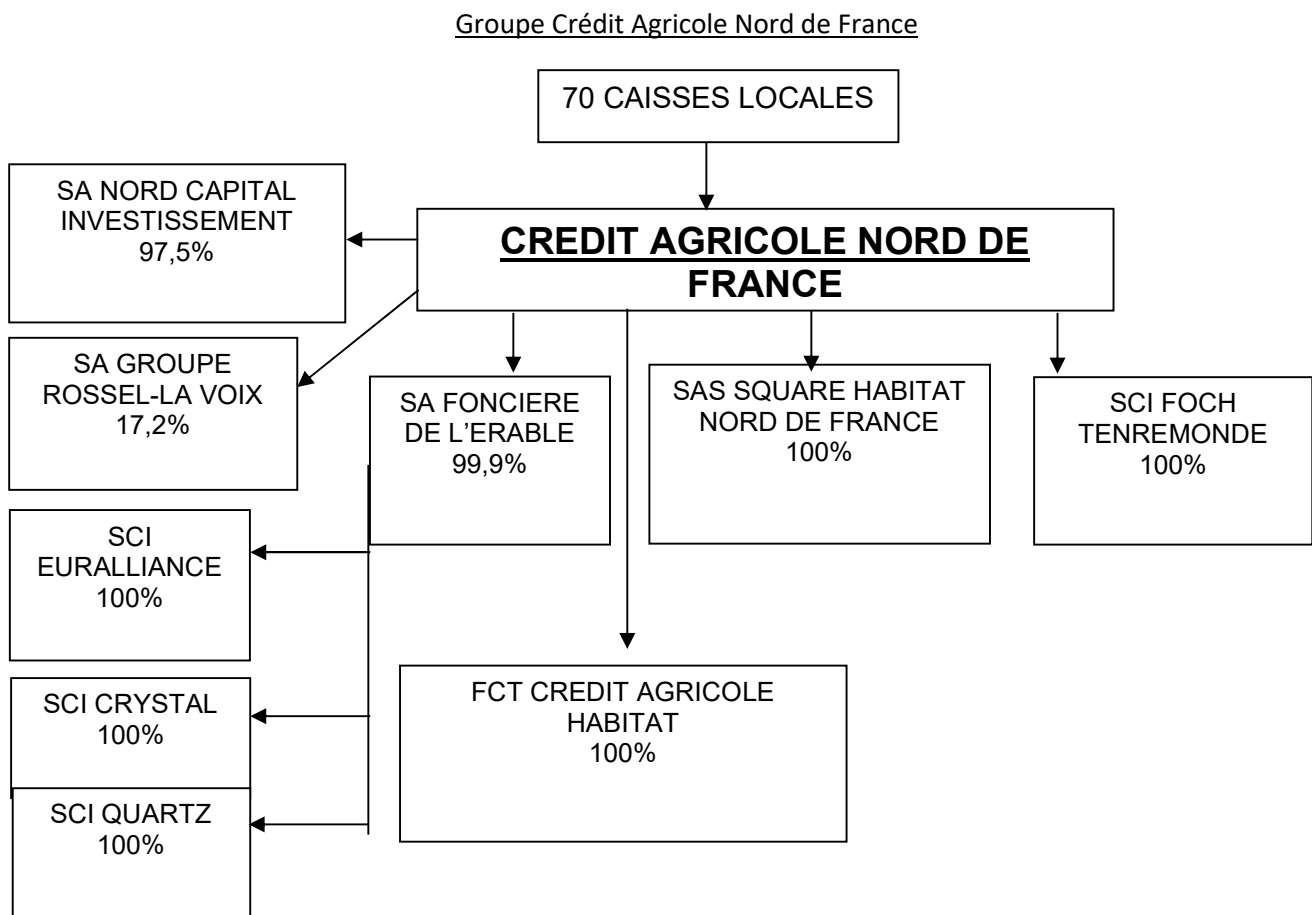 Groupe Crédit Agricole Nord de France
70 CAISSES LOCALES
SA NORD CAPITAL
INVESTISSEMENT
97,5%
CREDIT AGRICOLE NORD DE
FRANCE
SA GROUPE
ROSSEL-LA VOIX
17,2%
SA FONCIERE
DE L'ERABLE
99,9%
SAS SQUARE HABITAT
NORD DE FRANCE
100%
SCI FOCH
TENREMONDE
100%
SCI
EURALLIANCE
100%
SCI CRYSTAL
100%
FCT CREDIT AGRICOLE
HABITAT
100%
SCI QUARTZ
100%